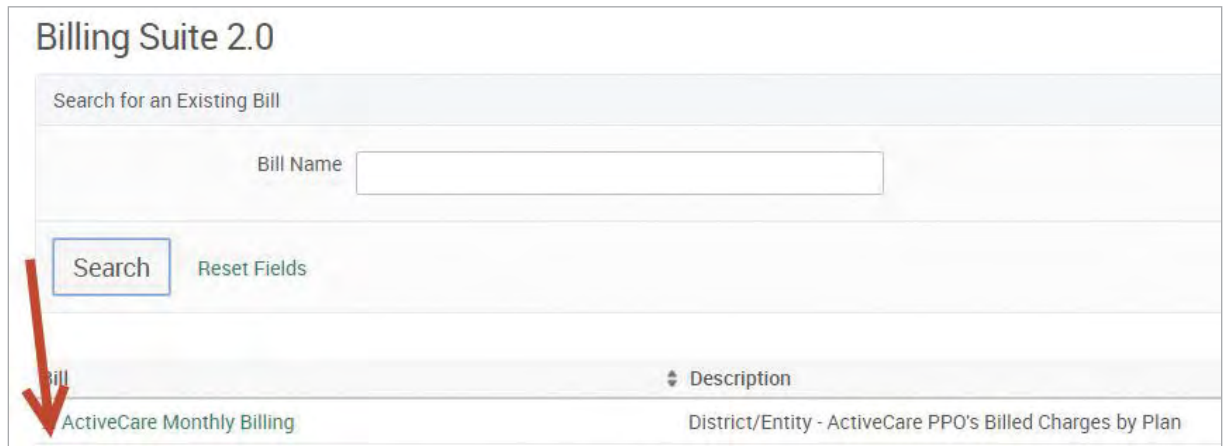 Billing Suite 2.0
Search for an Existing Bill
Bill Name
Search Reset Fields
Bill Description
ActiveCare Monthly Billing District/Entity - ActiveCare PPO's Billed Charges by Plan